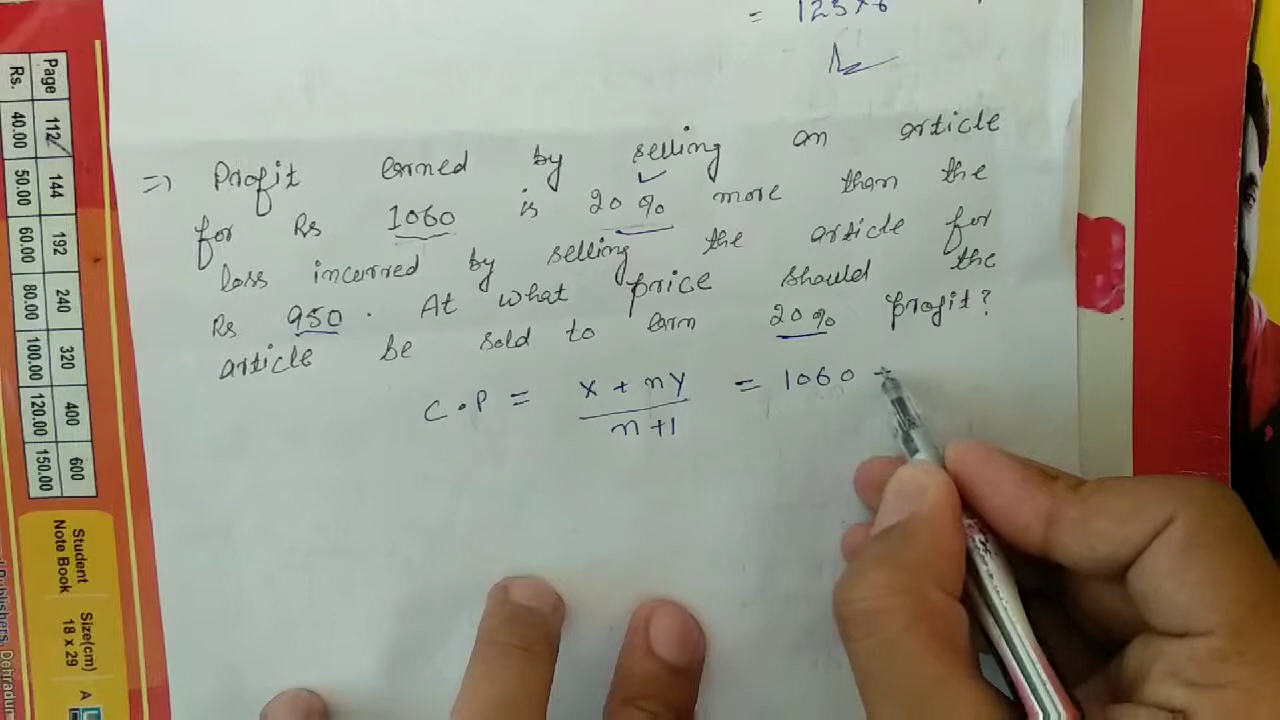 = 123×6
=) Profit earned by selling an article
for Rs 1060 is 20% more than the
loss incurred by selling the article for
Rs 950. At what price should the
article be sold to earn 20% profit?
C.P = x + ny / n+1 = 1060 +
Page 112 144 192 240 320 400 600
Rs. 40.00 50.00 60.00 80.00 100.00 120.00 150.00
Student
Note Book
Size(cm)
18 x 29
A
Publishers, Dehradun